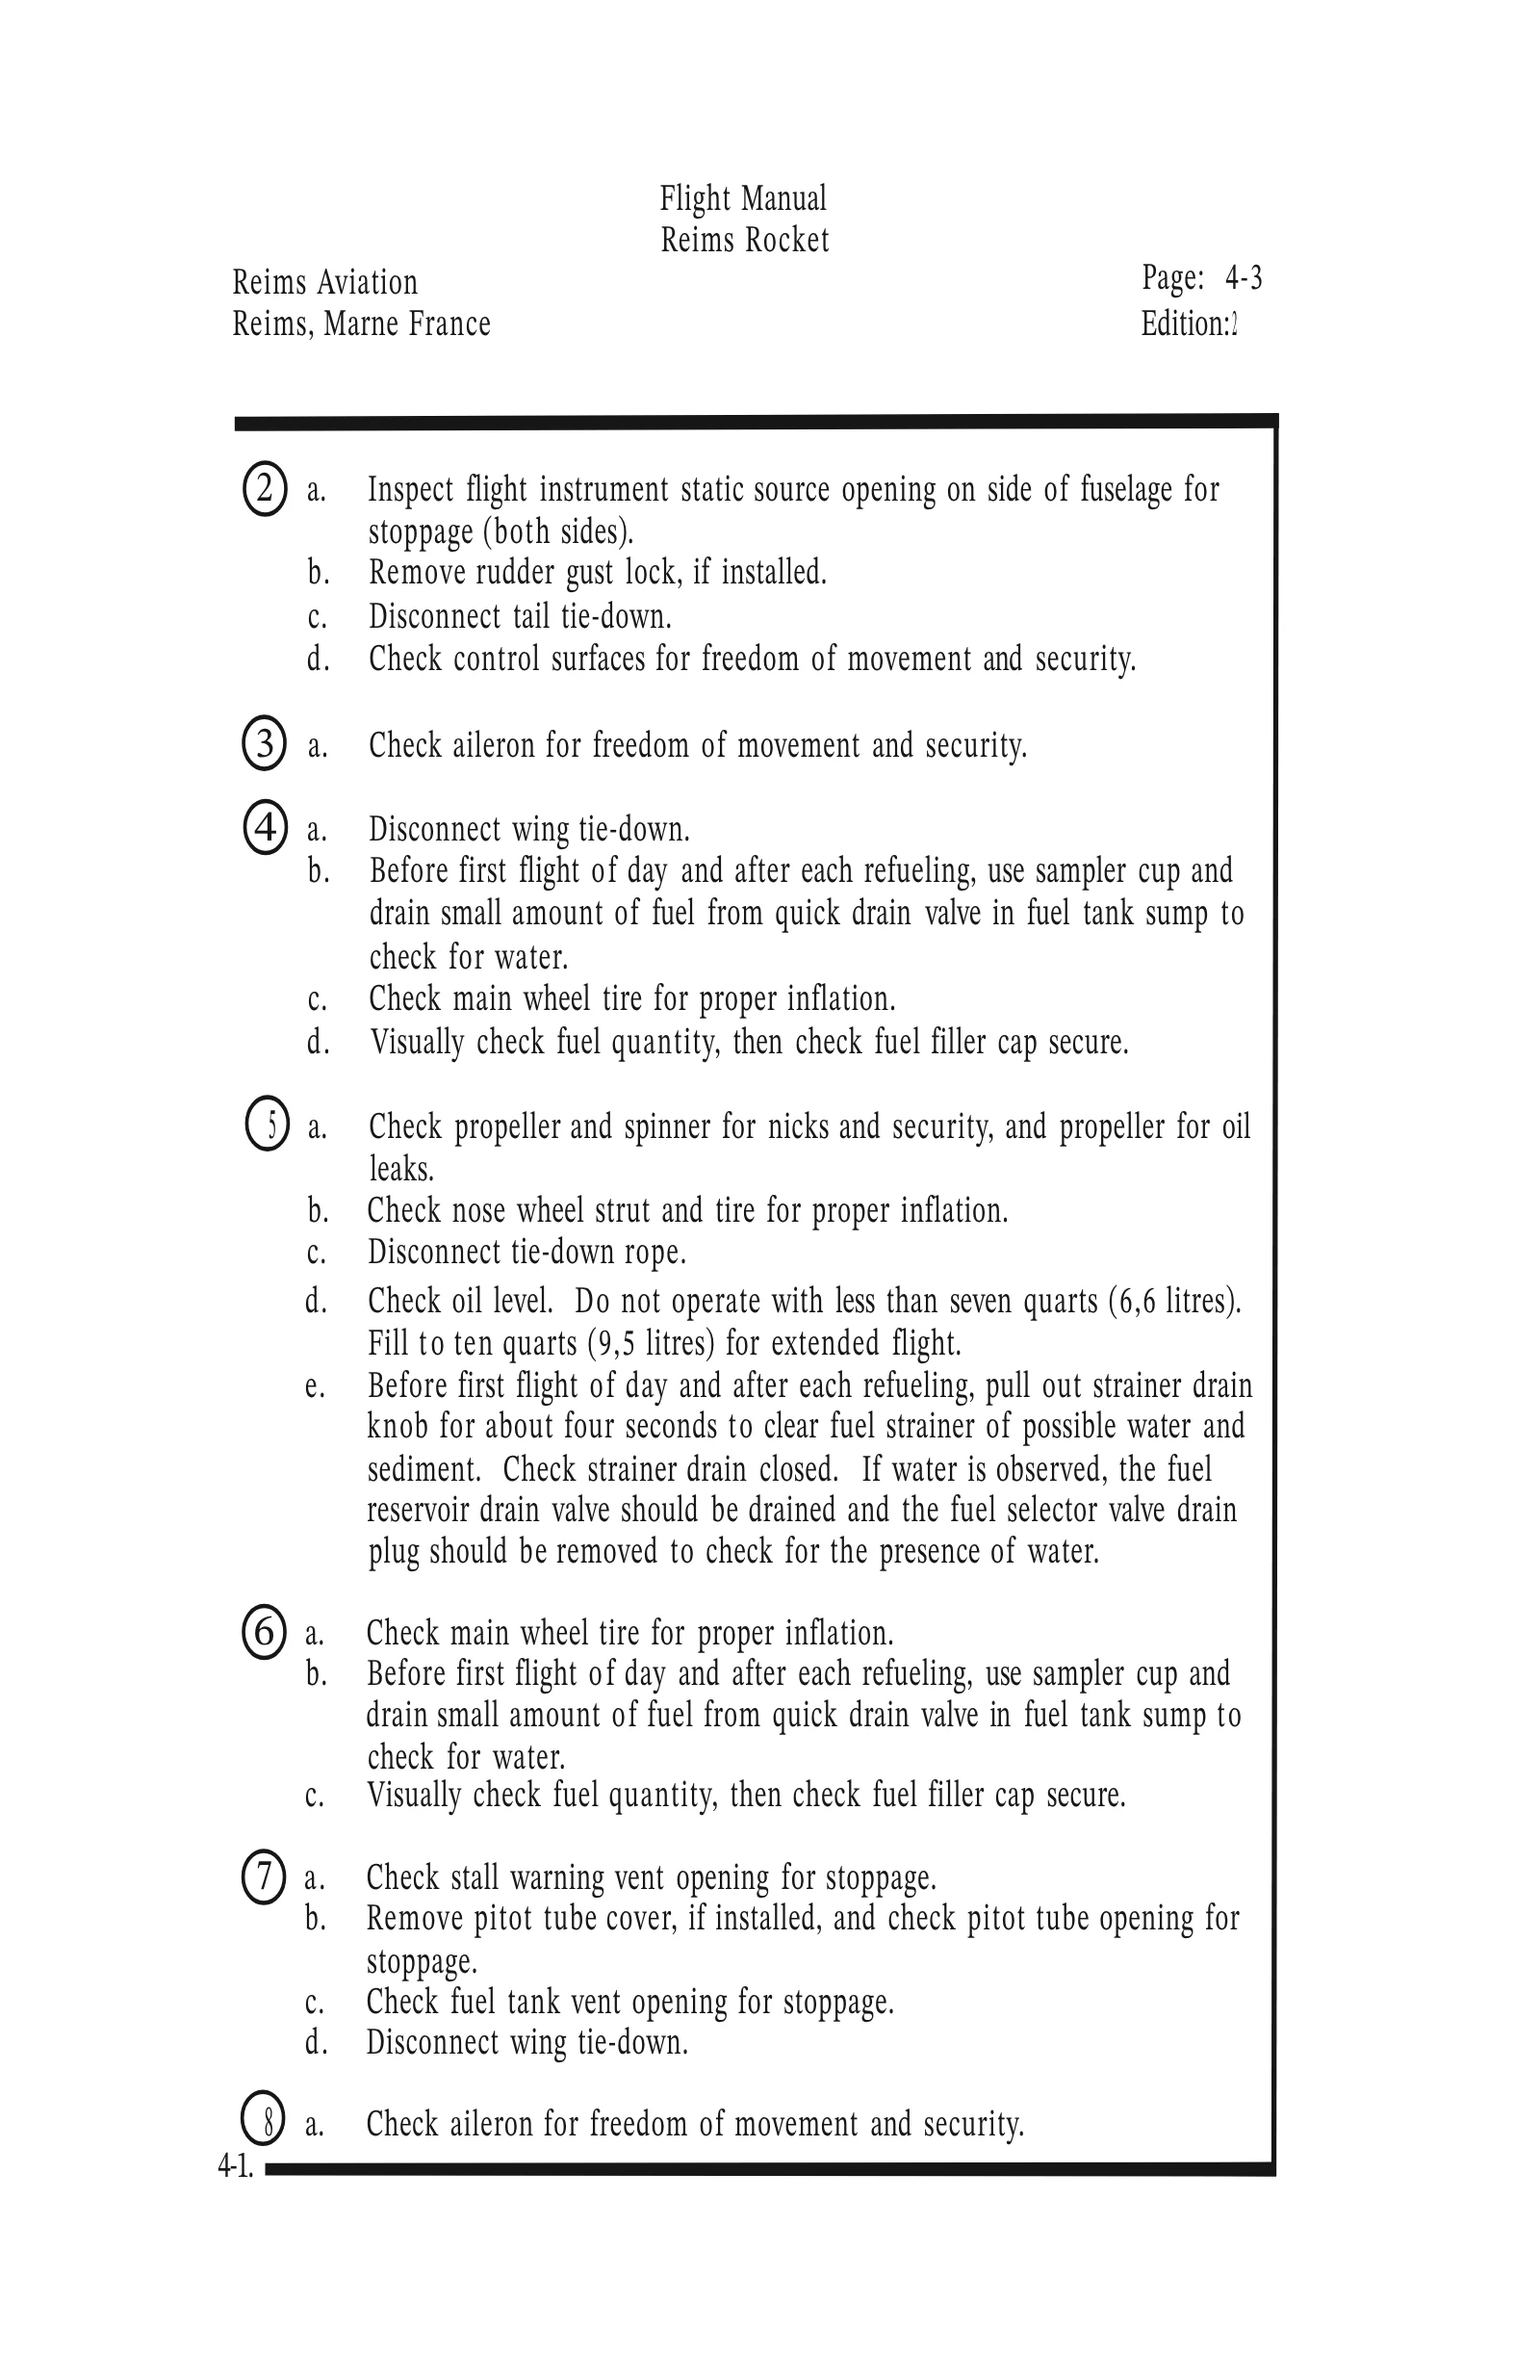 Flight Manual
Reims Rocket
Reims Aviation
Page: 4-3
Reims, Marne France
Edition:2
2 a. Inspect flight instrument static source opening on side of fuselage for
stoppage (both sides).
b. Remove rudder gust lock, if installed.
c. Disconnect tail tie-down.
d. Check control surfaces for freedom of movement and security.
3 a. Check aileron for freedom of movement and security.
4 a. Disconnect wing tie-down.
b. Before first flight of day and after each refueling, use sampler cup and
drain small amount of fuel from quick drain valve in fuel tank sump to
check for water.
c. Check main wheel tire for proper inflation.
d. Visually check fuel quantity, then check fuel filler cap secure.
5 a. Check propeller and spinner for nicks and security, and propeller for oil
leaks.
b. Check nose wheel strut and tire for proper inflation.
c. Disconnect tie-down rope.
d. Check oil level. Do not operate with less than seven quarts (6,6 litres).
Fill to ten quarts (9,5 litres) for extended flight.
e. Before first flight of day and after each refueling, pull out strainer drain
knob for about four seconds to clear fuel strainer of possible water and
sediment. Check strainer drain closed. If water is observed, the fuel
reservoir drain valve should be drained and the fuel selector valve drain
plug should be removed to check for the presence of water.
6 a. Check main wheel tire for proper inflation.
b. Before first flight of day and after each refueling, use sampler cup and
drain small amount of fuel from quick drain valve in fuel tank sump to
check for water.
c. Visually check fuel quantity, then check fuel filler cap secure.
7 a. Check stall warning vent opening for stoppage.
b. Remove pitot tube cover, if installed, and check pitot tube opening for
stoppage.
c. Check fuel tank vent opening for stoppage.
d. Disconnect wing tie-down.
8 a. Check aileron for freedom of movement and security.
4-1.